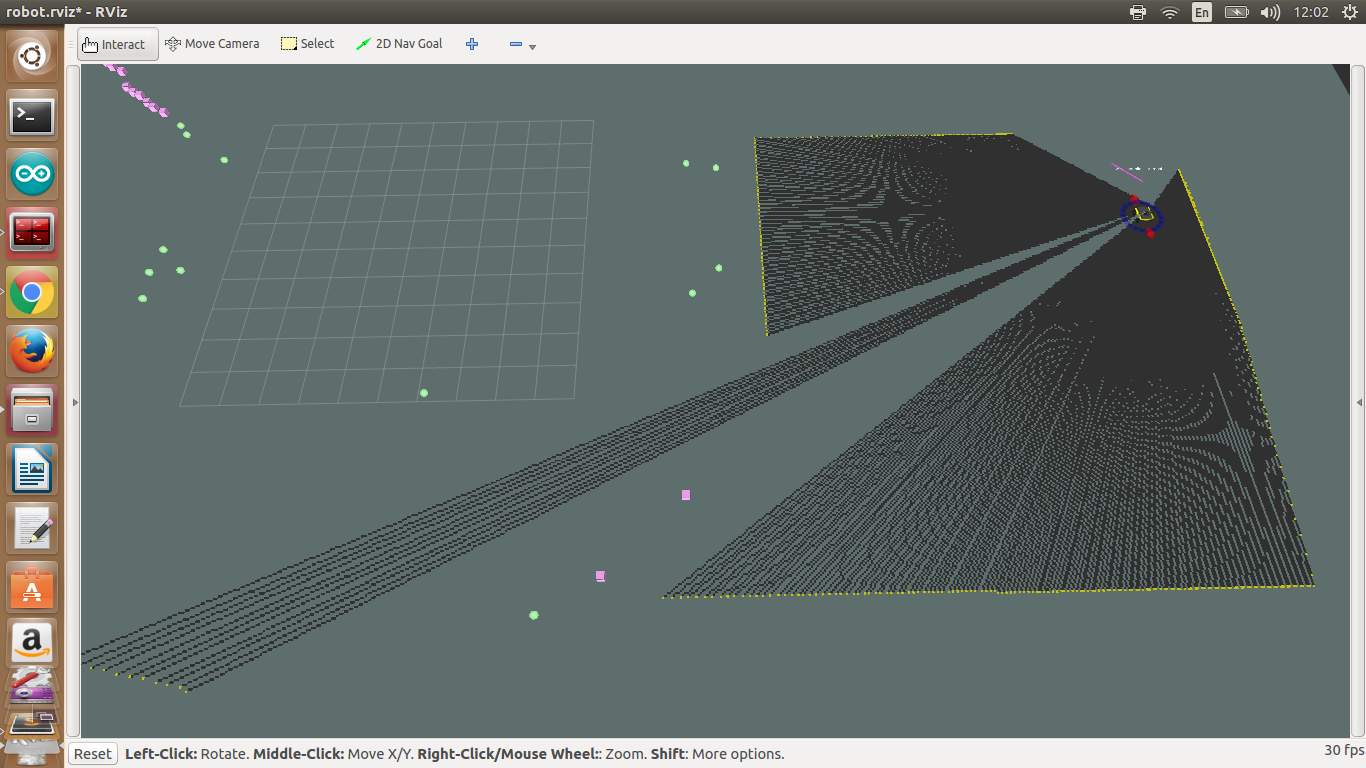 robot.rviz* - RViz
En
12:02
Interact
Move Camera
Select
2D Nav Goal
Reset
Left-Click: Rotate. Middle-Click: Move X/Y. Right-Click/Mouse Wheel:: Zoom. Shift: More options.
30 fps